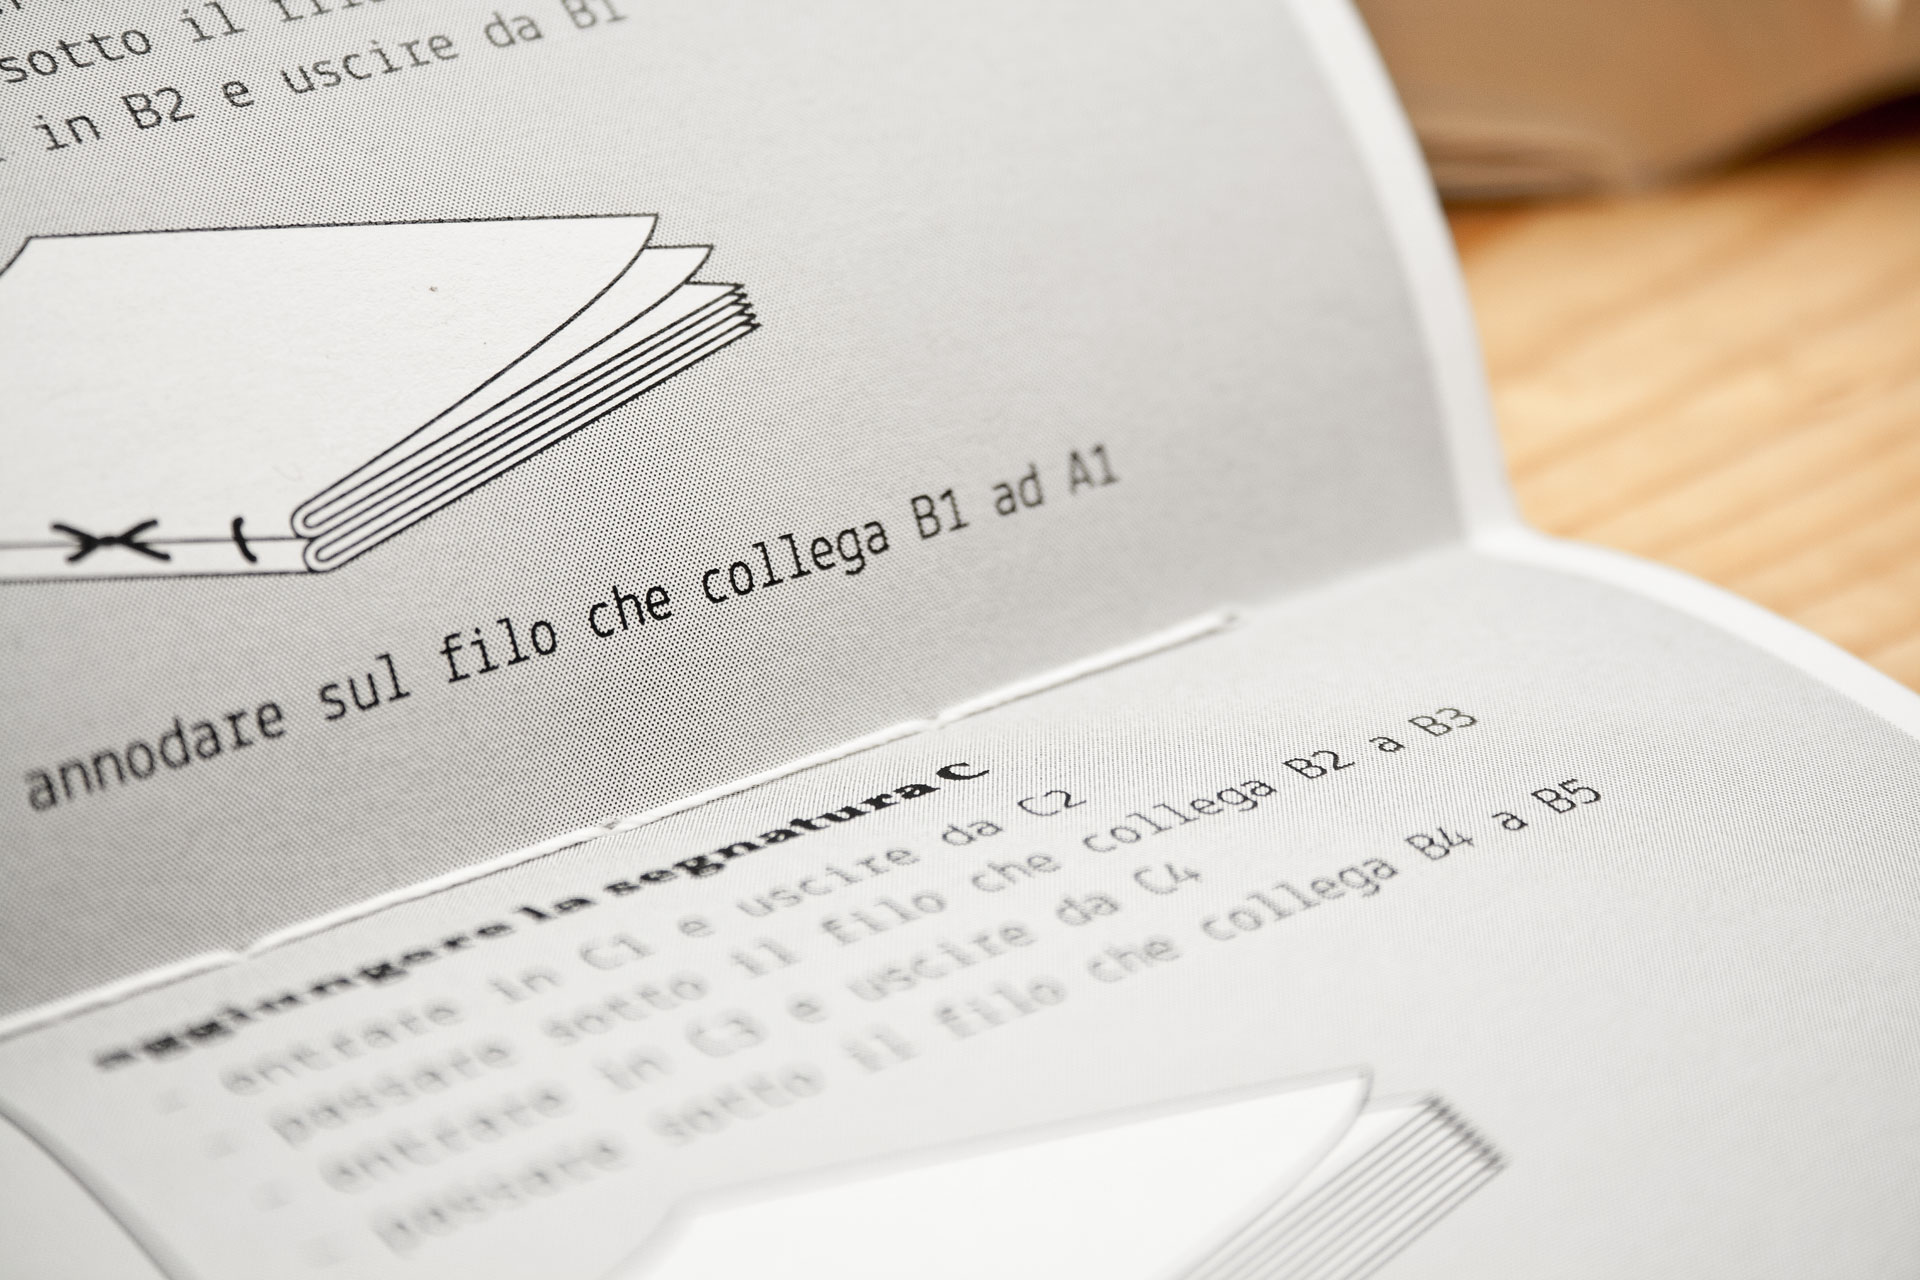 sotto il filo
in B2 e uscire da B1
annodare sul filo che collega B1 ad A1
aggiungere la segnatura C
entrare in C1 e uscire da C2
passare sotto il filo che collega B2 a B3
entrare in C3 e uscire da C4
passare sotto il filo che collega B4 a B5